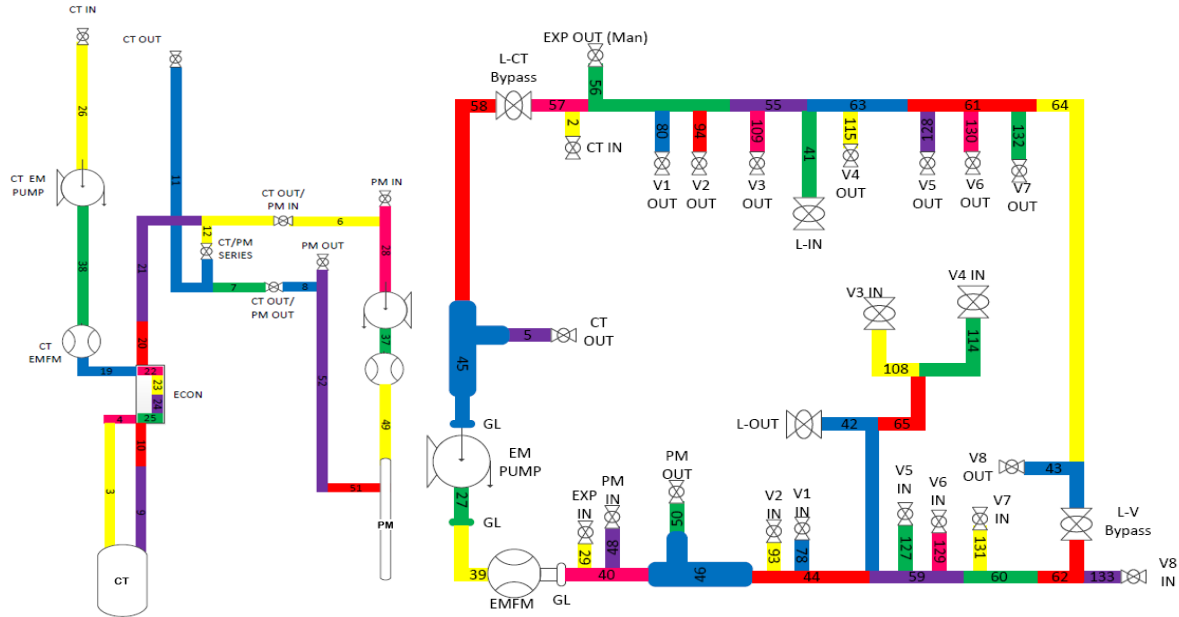 CT IN
CT OUT
26
11
CT EM
PUMP
CT OUT/
PM IN
PM IN
6
12
CT/PM
SERIES
PM OUT
28
21
38
7
8
CT OUT/
PM OUT
CT
EMFM
20
37
19
22
23
24
25
ECON
52
49
4
10
3
9
51
PM
CT
EXP OUT (Man)
L-CT
Bypass
58
57
56
55
63
61
64
2
CT IN
80
94
109
41
115
128
130
132
V1
OUT
V2
OUT
V3
OUT
V4
OUT
V5
OUT
V6
OUT
V7
OUT
L-IN
V3 IN
V4 IN
114
108
45
5
CT
OUT
GL
L-OUT
42
65
EM
PUMP
PM
OUT
V8
OUT
43
27
GL
EXP
IN
PM
IN
50
V2
IN
V1
IN
V5
IN
V6
IN
V7
IN
L-V
Bypass
29
48
93
78
127
129
131
39
EMFM
GL
40
46
44
59
60
62
133
V8
IN